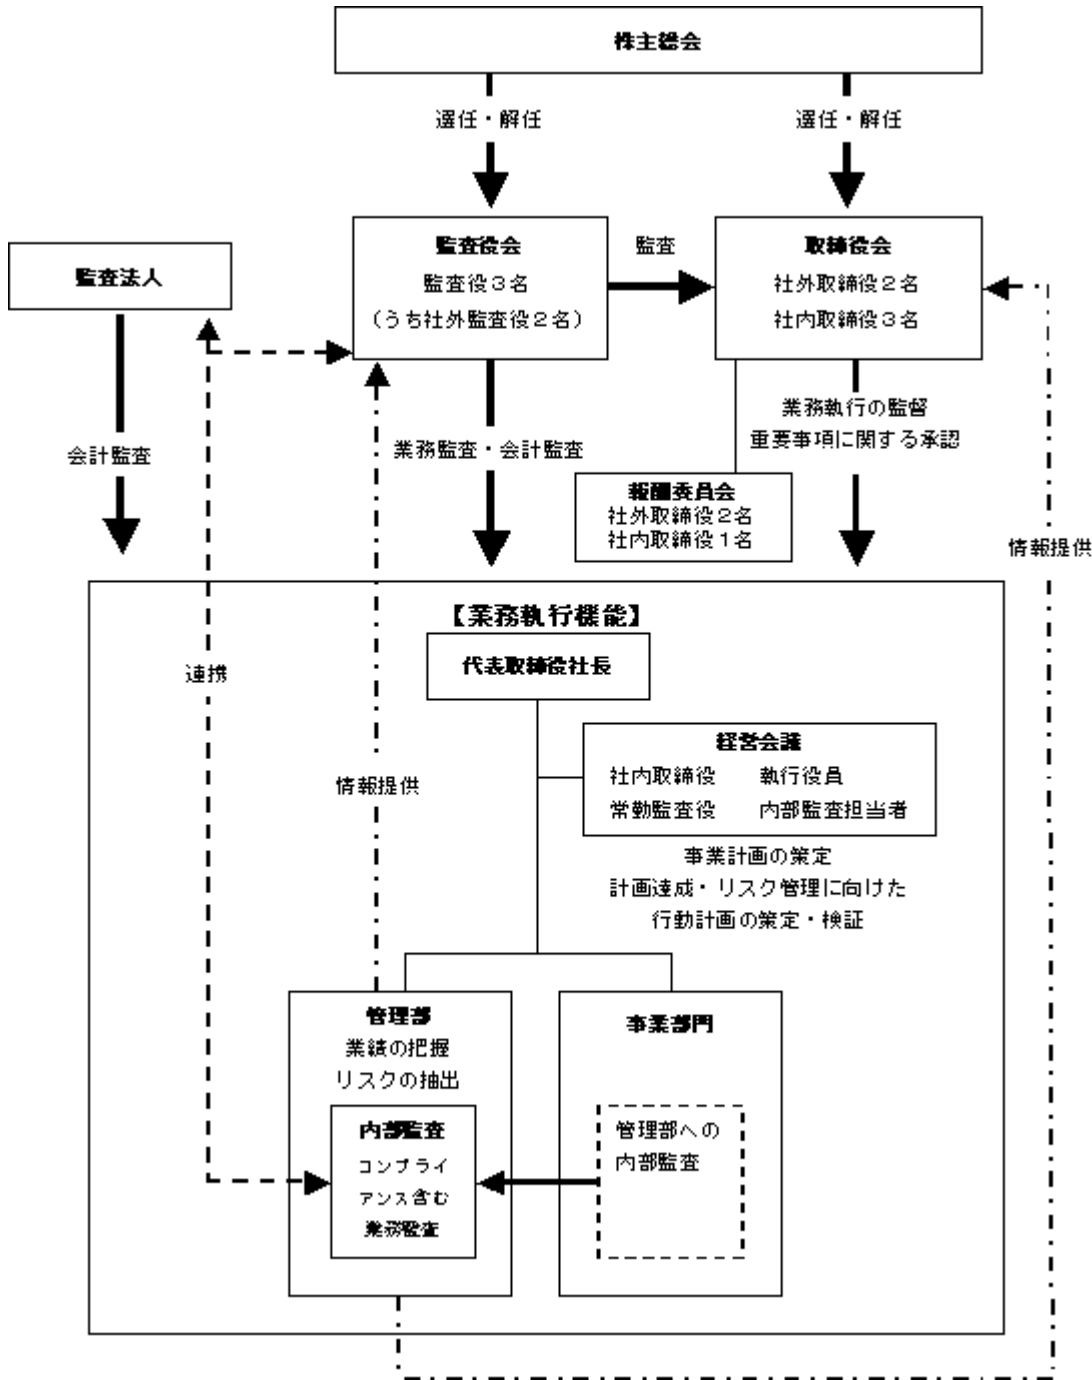 株主総会
選任・解任
選任・解任
監査役会
監査役３名
（うち社外監査役２名）
監査
取締役会
社外取締役２名
社内取締役３名
監査法人
会計監査
業務監査・会計監査
業務執行の監督
重要事項に関する承認
報酬委員会
社外取締役２名
社内取締役１名
情報提供
【業務執行機能】
代表取締役社長
連携
経営会議
社内取締役　執行役員
常勤監査役　内部監査担当者
情報提供
事業計画の策定
計画達成・リスク管理に向けた
行動計画の策定・検証
管理部
業績の把握
リスクの抽出
内部監査
コンプライ
アンス含む
業務監査
事業部門
管理部への
内部監査